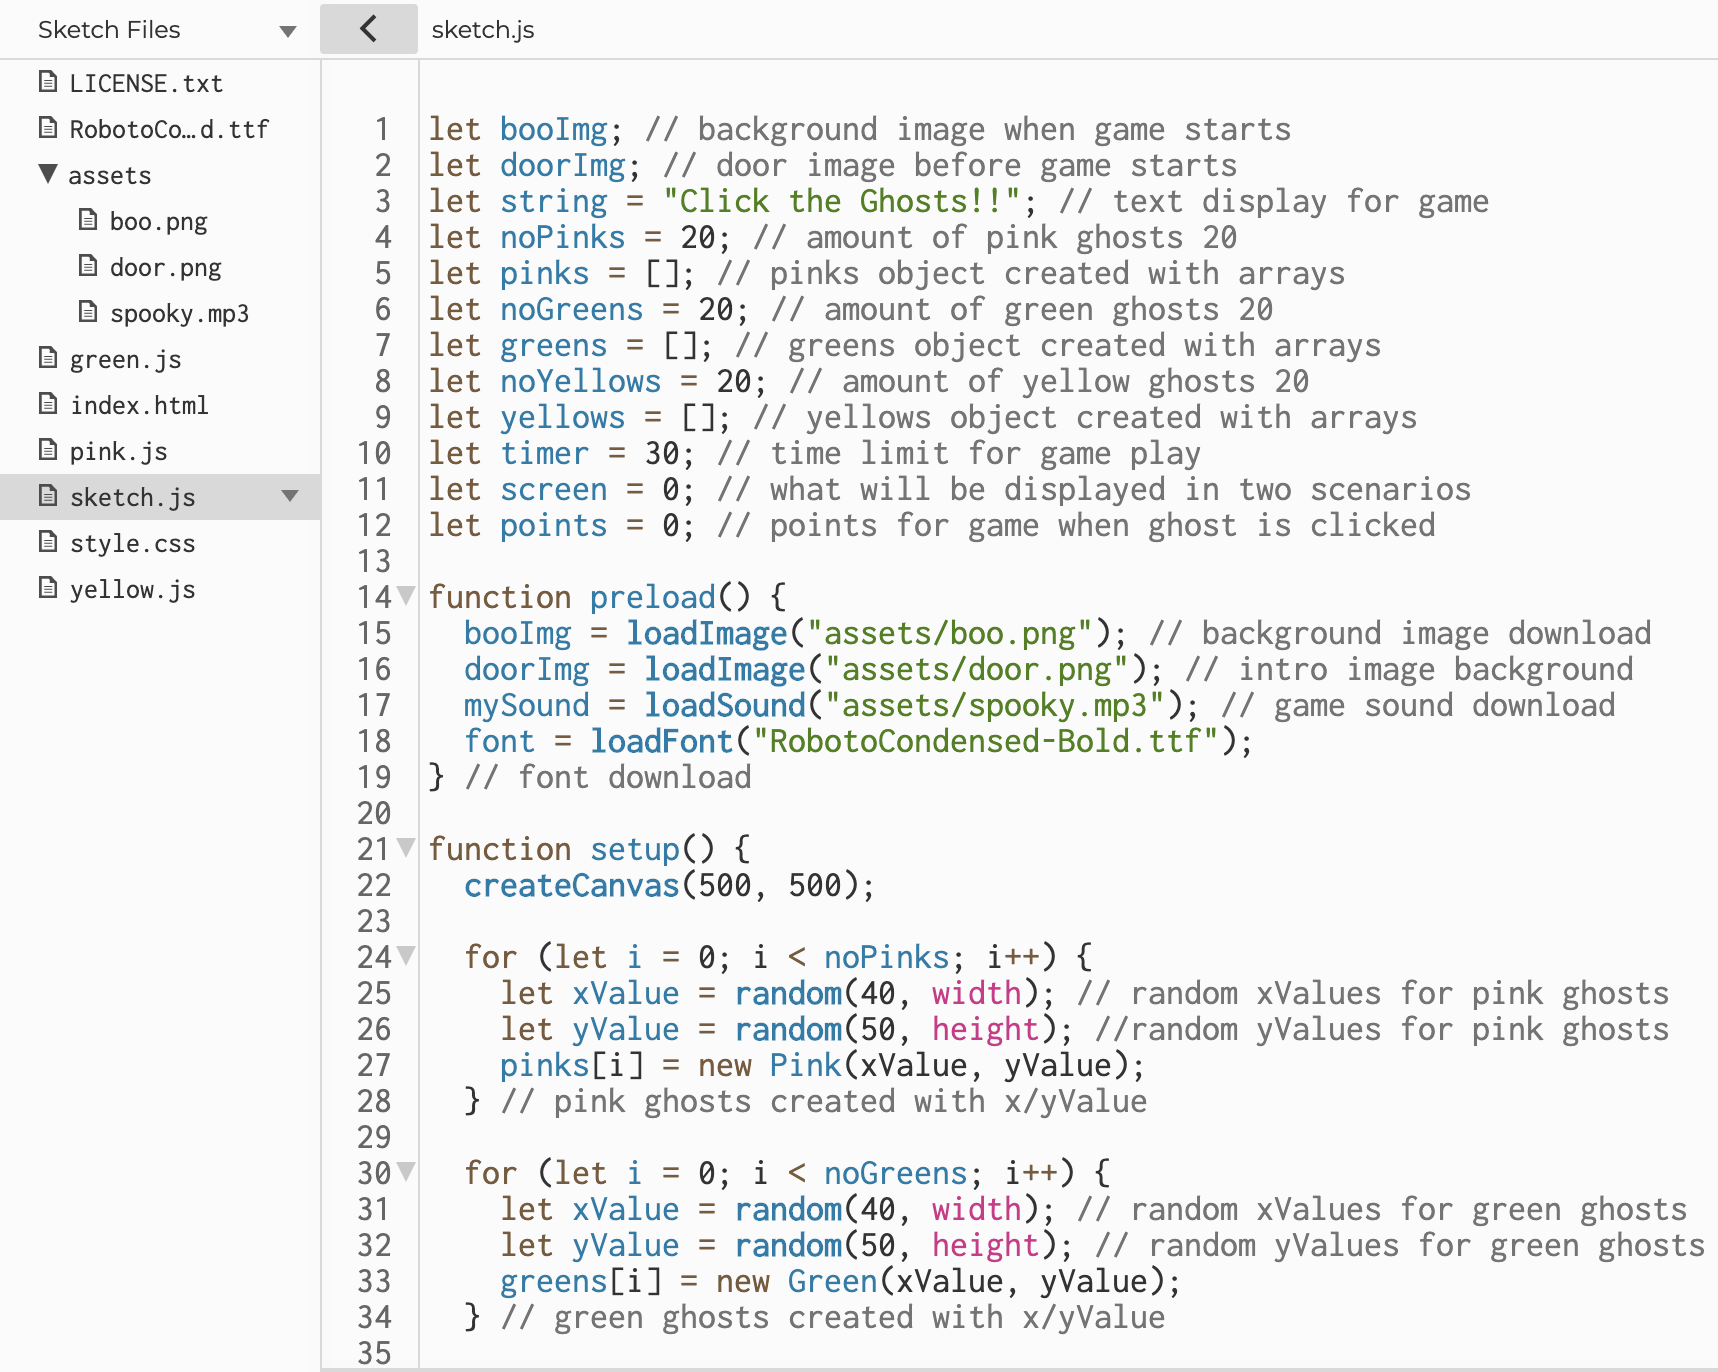 Sketch Files
sketch.js
LICENSE.txt
RobotoCo…d.ttf
assets
boo.png
door.png
spooky.mp3
green.js
index.html
pink.js
sketch.js
style.css
yellow.js
1 let booImg; // background image when game starts
2 let doorImg; // door image before game starts
3 let string = "Click the Ghosts!!"; // text display for game
4 let noPinks = 20; // amount of pink ghosts 20
5 let pinks = []; // pinks object created with arrays
6 let noGreens = 20; // amount of green ghosts 20
7 let greens = []; // greens object created with arrays
8 let noYellows = 20; // amount of yellow ghosts 20
9 let yellows = []; // yellows object created with arrays
10 let timer = 30; // time limit for game play
11 let screen = 0; // what will be displayed in two scenarios
12 let points = 0; // points for game when ghost is clicked
13
14 function preload() {
15   booImg = loadImage("assets/boo.png"); // background image download
16   doorImg = loadImage("assets/door.png"); // intro image background
17   mySound = loadSound("assets/spooky.mp3"); // game sound download
18   font = loadFont("RobotoCondensed-Bold.ttf");
19 } // font download
20
21 function setup() {
22   createCanvas(500, 500);
23
24   for (let i = 0; i < noPinks; i++) {
25     let xValue = random(40, width); // random xValues for pink ghosts
26     let yValue = random(50, height); //random yValues for pink ghosts
27     pinks[i] = new Pink(xValue, yValue);
28   } // pink ghosts created with x/yValue
29
30   for (let i = 0; i < noGreens; i++) {
31     let xValue = random(40, width); // random xValues for green ghosts
32     let yValue = random(50, height); // random yValues for green ghosts
33     greens[i] = new Green(xValue, yValue);
34   } // green ghosts created with x/yValue
35